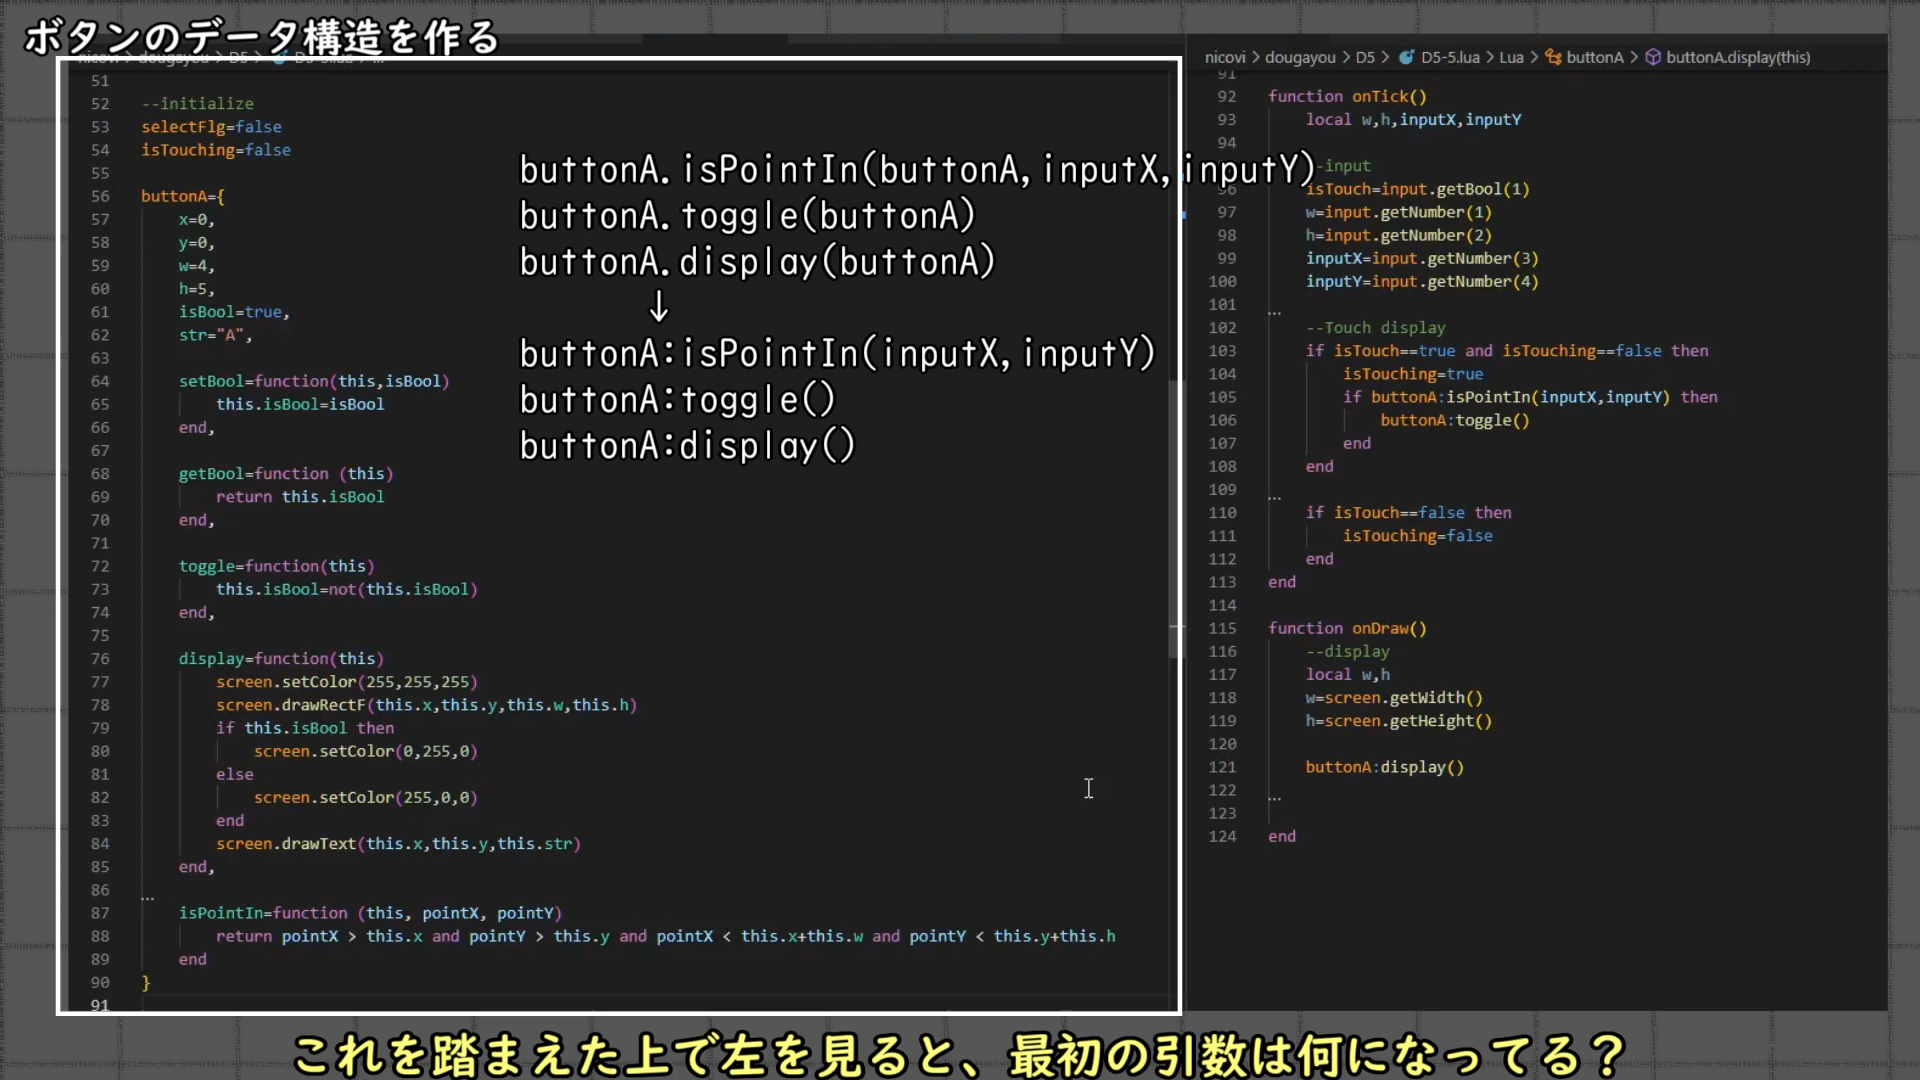 ボタンのデータ構造を作る
nicovi > dougayou > D5 > D5-5.lua > ...
51
52 --initialize
53 selectFlg=false
54 isTouching=false
55
56 buttonA={
57 x=0,
58 y=0,
59 w=4,
60 h=5,
61 isBool=true,
62 str="A",
63
64 setBool=function(this,isBool)
65 this.isBool=isBool
66 end,
67
68 getBool=function (this)
69 return this.isBool
70 end,
71
72 toggle=function(this)
73 this.isBool=not(this.isBool)
74 end,
75
76 display=function(this)
77 screen.setColor(255,255,255)
78 screen.drawRectF(this.x,this.y,this.w,this.h)
79 if this.isBool then
80 screen.setColor(0,255,0)
81 else
82 screen.setColor(255,0,0)
83 end
84 screen.drawText(this.x,this.y,this.str)
85 end,
86 ...
87 isPointIn=function (this, pointX, pointY)
88 return pointX > this.x and pointY > this.y and pointX < this.x+this.w and pointY < this.y+this.h
89 end
90 }
91
buttonA.isPointIn(buttonA,inputX,inputY)
buttonA.toggle(buttonA)
buttonA.display(buttonA)
↓
buttonA:isPointIn(inputX,inputY)
buttonA:toggle()
buttonA:display()
nicovi > dougayou > D5 > D5-5.lua > Lua > buttonA > buttonA.display(this)
91
92 function onTick()
93 local w,h,inputX,inputY
94
-input
96 isTouch=input.getBool(1)
97 w=input.getNumber(1)
98 h=input.getNumber(2)
99 inputX=input.getNumber(3)
100 inputY=input.getNumber(4)
101 ...
102 --Touch display
103 if isTouch==true and isTouching==false then
104 isTouching=true
105 if buttonA:isPointIn(inputX,inputY) then
106 buttonA:toggle()
107 end
108 end
109 ...
110 if isTouch==false then
111 isTouching=false
112 end
113 end
114
115 function onDraw()
116 --display
117 local w,h
118 w=screen.getWidth()
119 h=screen.getHeight()
120
121 buttonA:display()
122 ...
123
124 end
これを踏まえた上で左を見ると、最初の引数は何になってる？